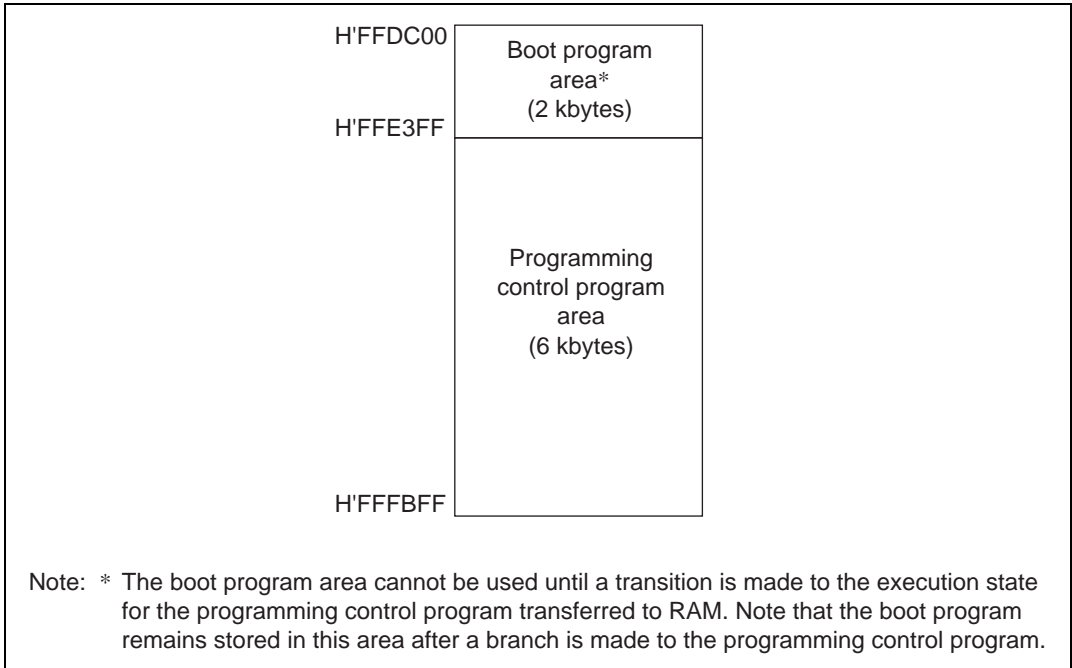 H'FFDC00
Boot program
area*
(2 kbytes)
H'FFE3FF
Programming
control program
area
(6 kbytes)
H'FFFBFF
Note: * The boot program area cannot be used until a transition is made to the execution state
for the programming control program transferred to RAM. Note that the boot program
remains stored in this area after a branch is made to the programming control program.